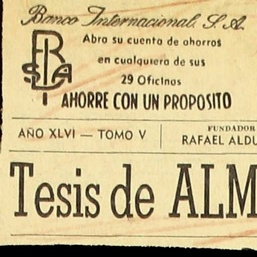 Banco Internacional, S. A.
Abra su cuenta de ahorros
en cualquiera de sus
29 Oficinas
AHORRE CON UN PROPOSITO
AÑO XLVI — TOMO V
FUNDADOR
RAFAEL ALDU
Tesis de ALM